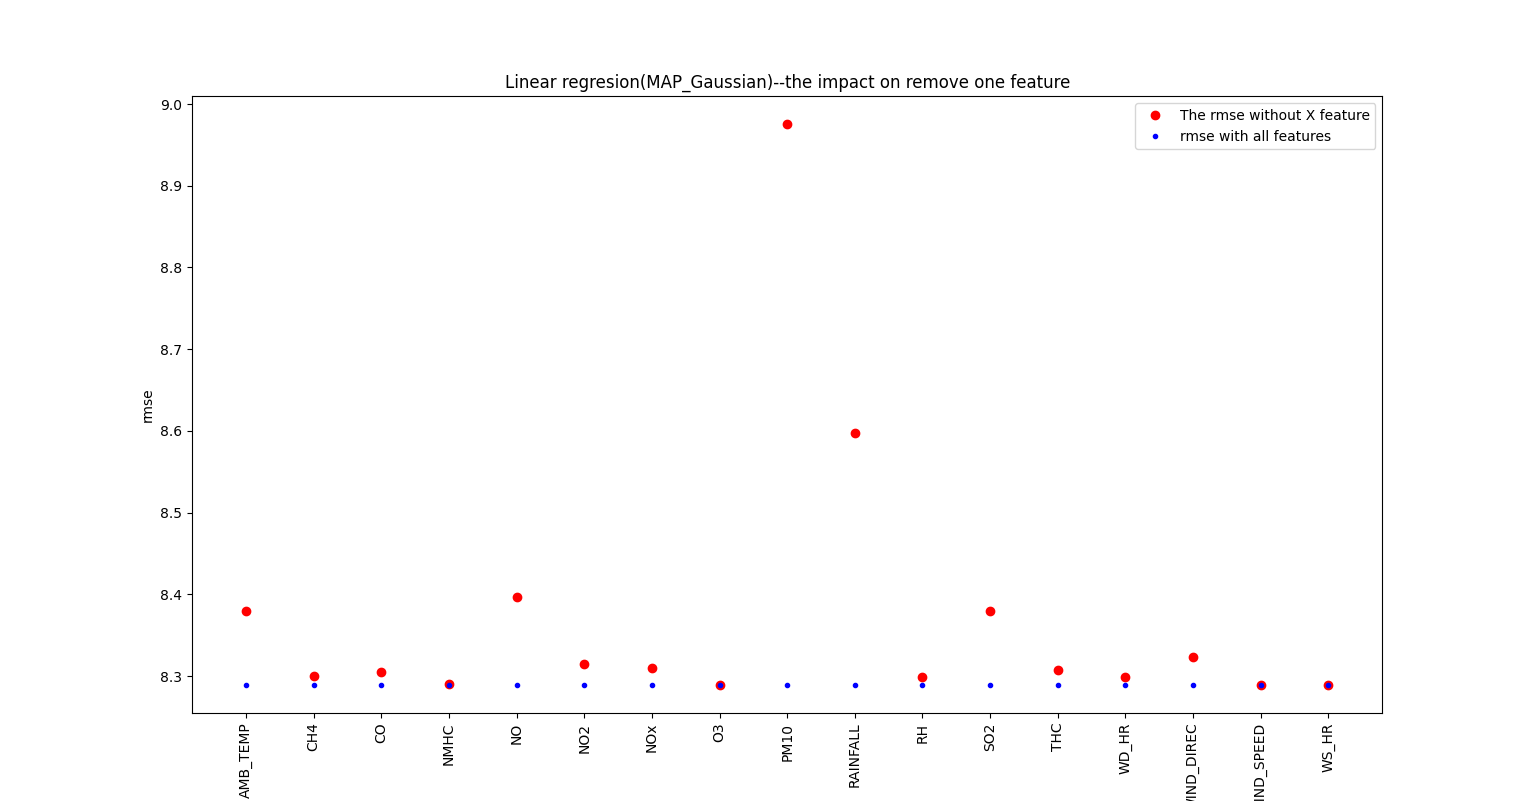 Linear regresion(MAP_Gaussian)--the impact on remove one feature
The rmse without X feature
rmse with all features
rmse
9.0
8.9
8.8
8.7
8.6
8.5
8.4
8.3
AMB_TEMP
CH4
CO
NMHC
NO
NO2
NOx
O3
PM10
RAINFALL
RH
SO2
THC
WD_HR
IND_DIREC
IND_SPEED
WS_HR